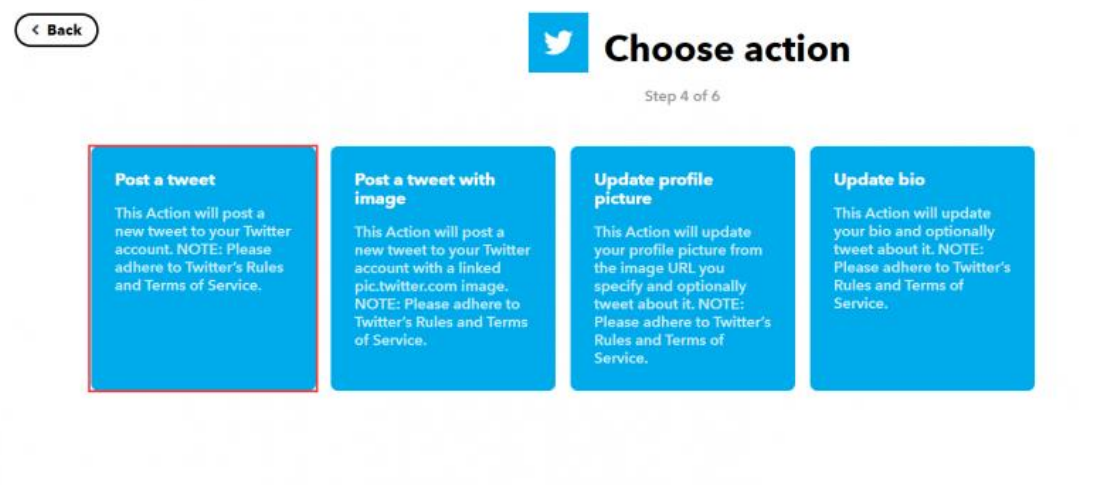 Back
Choose action
Step 4 of 6
Post a tweet
This Action will post a
new tweet to your Twitter
account. NOTE: Please
adhere to Twitter's Rules
and Terms of Service.
Post a tweet with
image
This Action will post a
new tweet to your Twitter
account with a linked
pic.twitter.com image.
NOTE: Please adhere to
Twitter's Rules and Terms
of Service.
Update profile
picture
This Action will update
your profile picture from
the image URL you
specify and optionally
tweet about it. NOTE:
Please adhere to Twitter's
Rules and Terms of
Service.
Update bio
This Action will update
your bio and optionally
tweet about it. NOTE:
Please adhere to Twitter's
Rules and Terms of
Service.